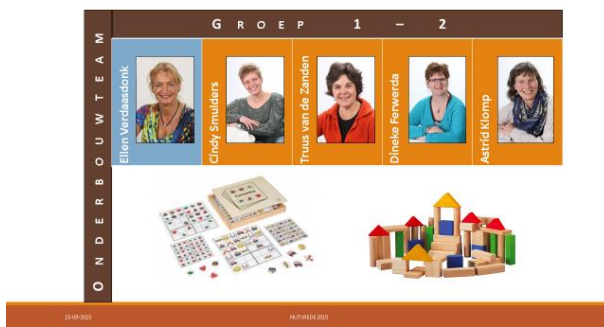 GROEP 1 – 2
ONDERBOUWTEAM
Ellen Verdaasdonk
Cindy Smulders
Truus van de Zanden
Dineke Ferwerda
Astrid Klomp